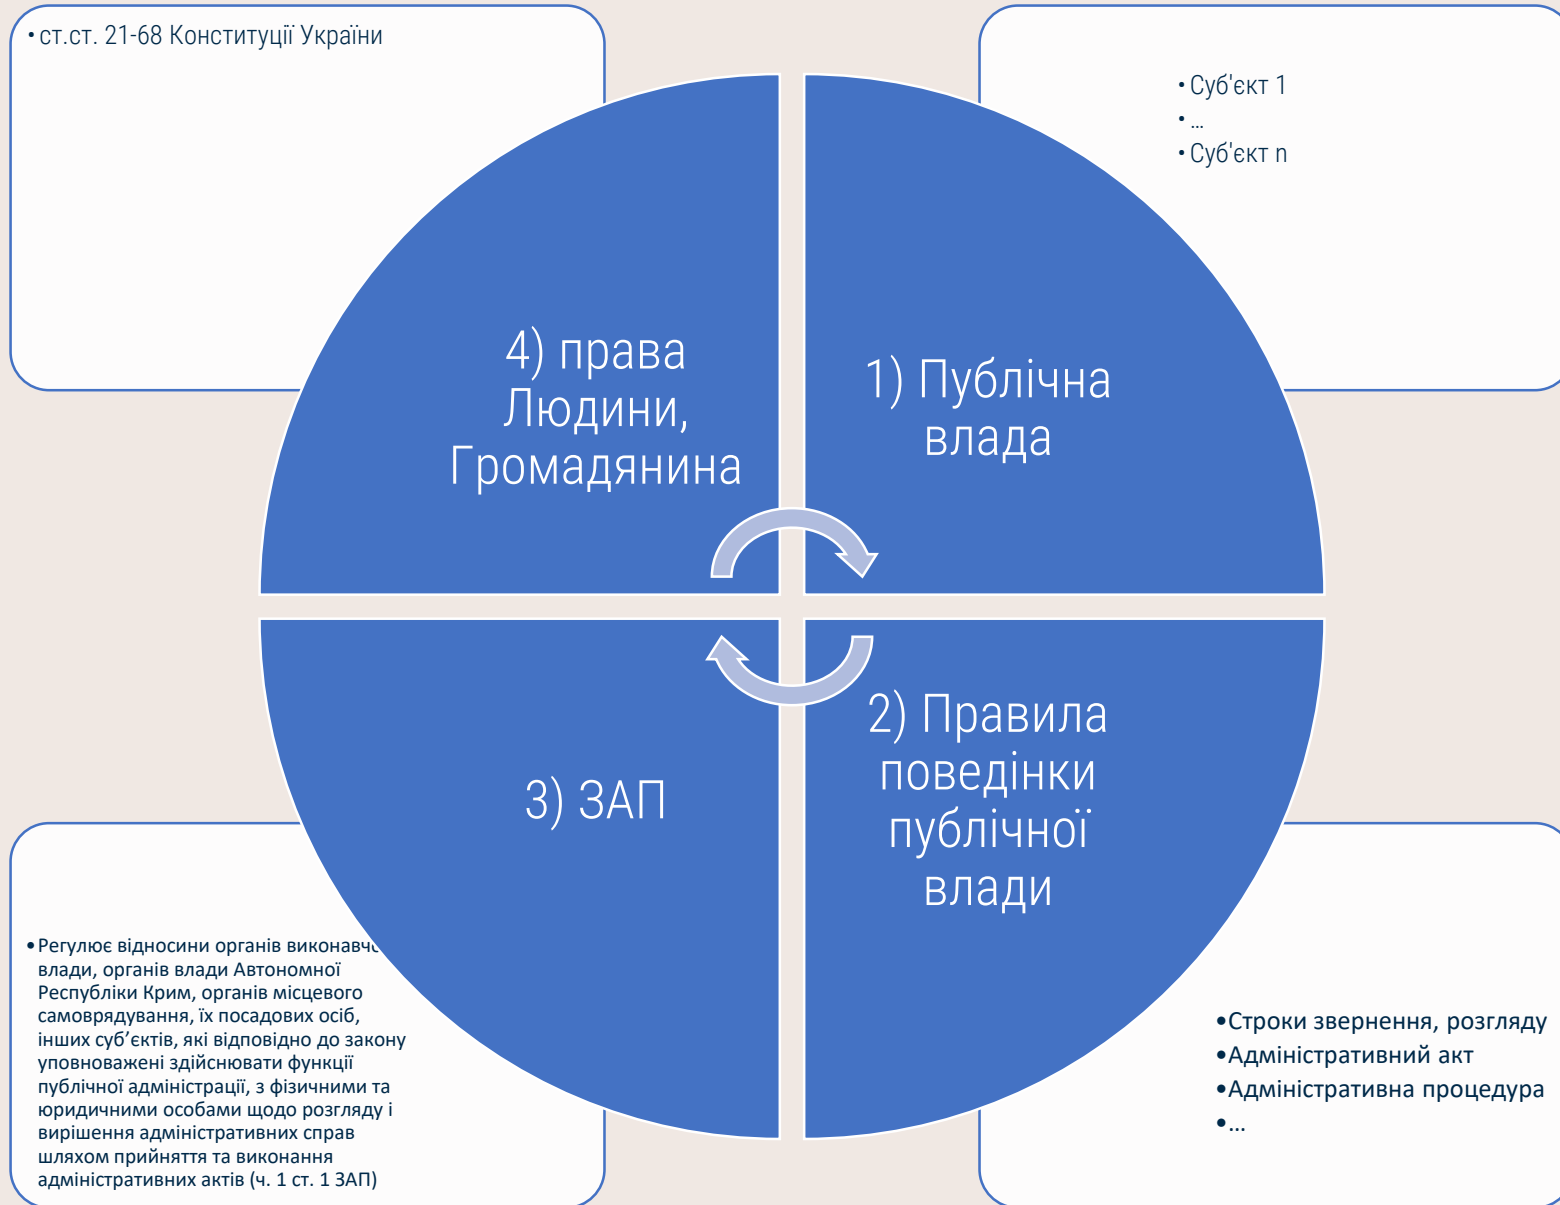 • ст.ст. 21-68 Конституції України
• Суб'єкт 1
• ...
• Суб'єкт n
4) права
Людини,
Громадянина
1) Публічна
влада
3) ЗАП
2) Правила
поведінки
публічної
влади
• Регулює відносини органів виконавчо
влади, органів влади Автономної
Республіки Крим, органів місцевого
самоврядування, їх посадових осіб,
інших суб’єктів, які відповідно до закону
уповноважені здійснювати функції
публічної адміністрації, з фізичними та
юридичними особами щодо розгляду і
вирішення адміністративних справ
шляхом прийняття та виконання
адміністративних актів (ч. 1 ст. 1 ЗАП)
• Строки звернення, розгляду
• Адміністративний акт
• Адміністративна процедура
• ...